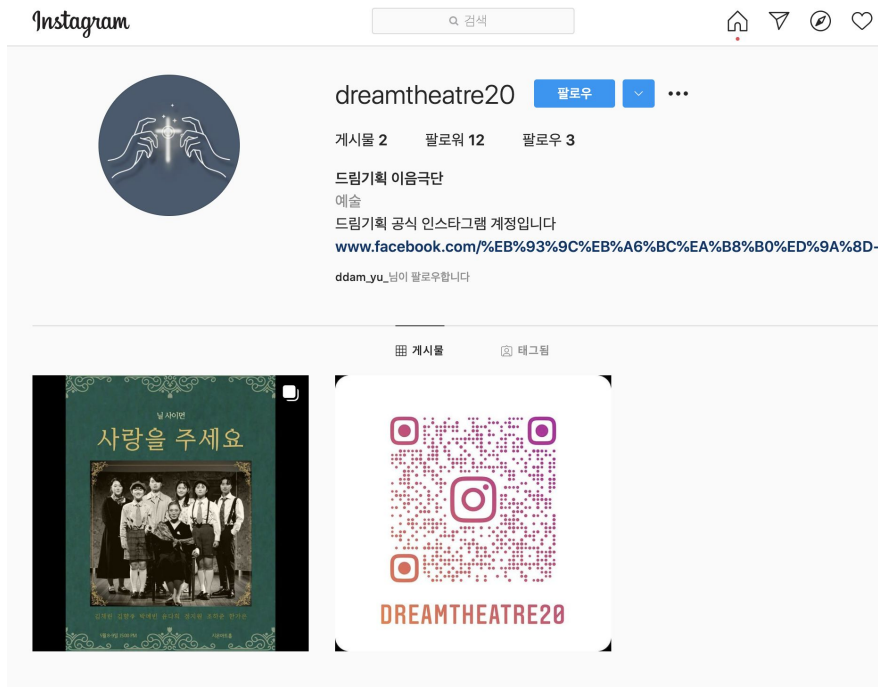 Instagram
검색
dreamtheatre20
팔로우
게시물 2 팔로워 12 팔로우 3
드림기획 이음극단
예술
드림기획 공식 인스타그램 계정입니다
www.facebook.com/%EB%93%9C%EB%A6%BC%EA%B8%B0%ED%9A%8D-
ddam_yu_님이 팔로우합니다
게시물 태그됨
닐 사이먼
사랑을 주세요
DREAMTHEATRE20